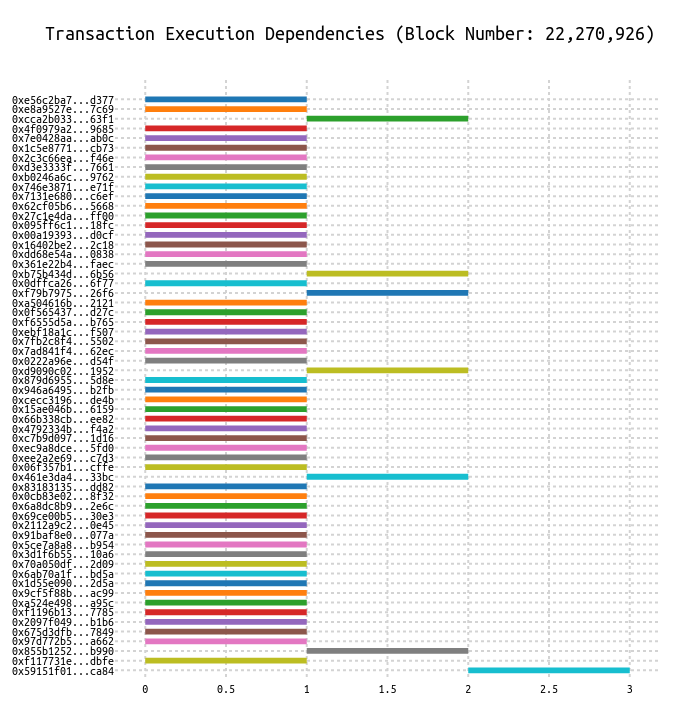 Transaction Execution Dependencies (Block Number: 22,270,926)
0xe56c2ba7...d377
0xe8a9527e...7c69
0xcca2b033...63f1
0x4f0979a2...9685
0x7e0428aa...ab0c
0x1c5e8771...cb73
0x2c3c66ea...f46e
0xd3e3333f...7661
0xb0246a6c...9762
0x746e3871...e71f
0x7131e680...c6ef
0x62cf05b6...5668
0x27c1e4da...ff00
0x095ff6c1...18fc
0x00a19393...d0cf
0x16402be2...2c18
0xdd68e54a...0838
0x361e22b4...faec
0xb75b434d...6b56
0x0dffca26...6f77
0xf79b7975...26f6
0xa504616b...2121
0x0f565437...d27c
0xf6555d5a...b765
0xebf18a1c...f507
0x7fb2c8f4...5502
0x7ad841f4...62ec
0x0222a96e...d54f
0xd9090c02...1952
0x879d6955...5d8e
0x946a6495...b2fb
0xcecc3196...de4b
0x15ae046b...6159
0x66b338cb...ee82
0x4792334b...f4a2
0xc7b9d097...1d16
0xec9a8dce...5fd0
0xee2a2e69...c7d3
0x06f357b1...cffe
0x461e3da4...33bc
0x83183135...dd82
0x0cb83e02...8f32
0x6a8dc8b9...2e6c
0x69ce00b5...30e3
0x2112a9c2...0e45
0x91baf8e0...077a
0x5ce7a8a8...b954
0x3d1f6b55...10a6
0x70a050df...2d09
0x6ab70a1f...bd5a
0x1d55e090...2d5a
0x9cf5f88b...ac99
0xa524e498...a95c
0xf1196b13...7785
0x2097f049...b1b6
0x675d3dfb...7849
0x97d772b5...a662
0x855b1252...b990
0xf117731e...dbfe
0x59151f01...ca84
0 0.5 1 1.5 2 2.5 3